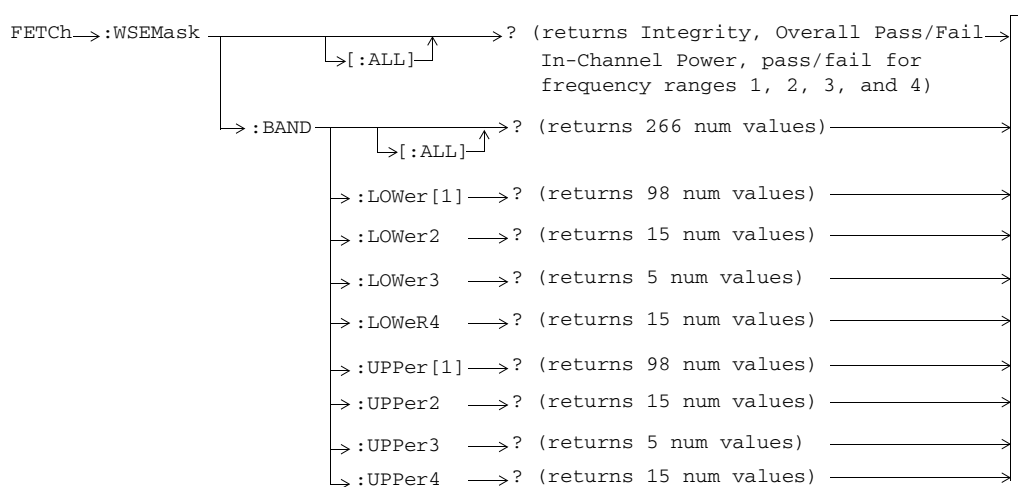 FETCh :WSEMask ? (returns Integrity, Overall Pass/Fail
[:ALL] In-Channel Power, pass/fail for
frequency ranges 1, 2, 3, and 4)
:BAND ? (returns 266 num values)
[:ALL]
:LOWer[1] ? (returns 98 num values)
:LOWer2 ? (returns 15 num values)
:LOWer3 ? (returns 5 num values)
:LOWeR4 ? (returns 15 num values)
:UPPer[1] ? (returns 98 num values)
:UPPer2 ? (returns 15 num values)
:UPPer3 ? (returns 5 num values)
:UPPer4 ? (returns 15 num values)